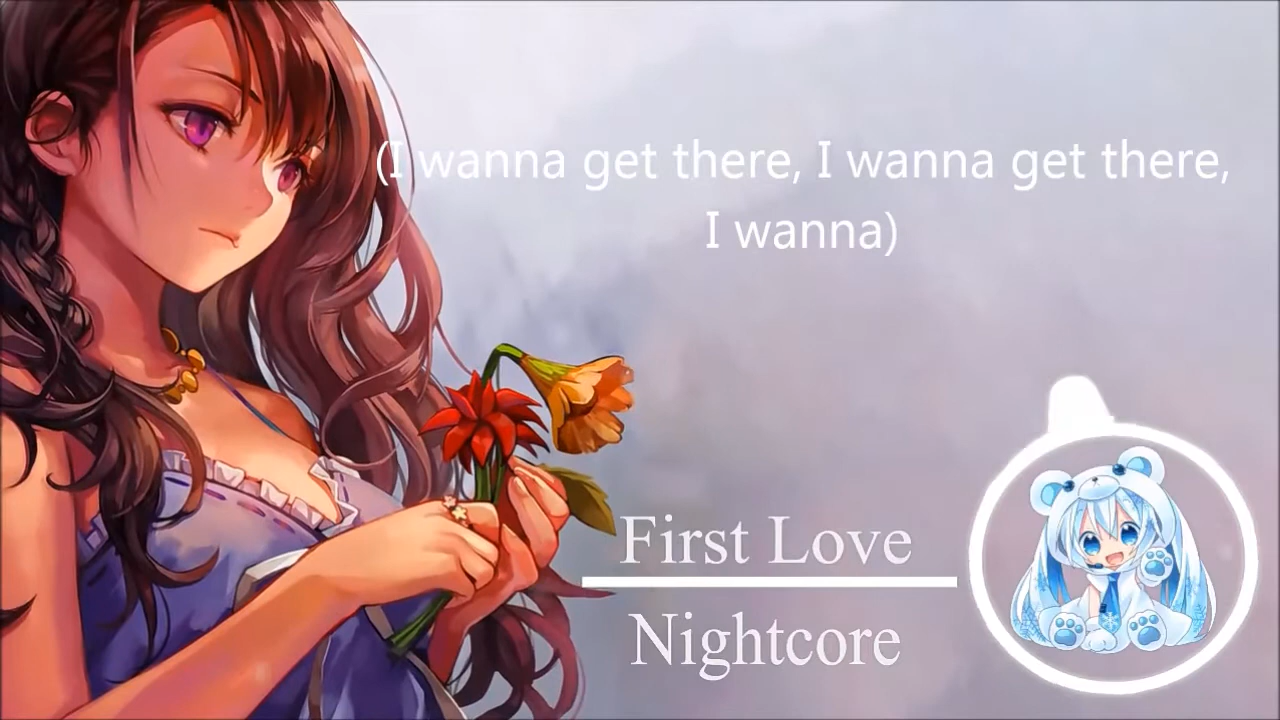 (I wanna get there, I wanna get there,
I wanna)
First Love
Nightcore